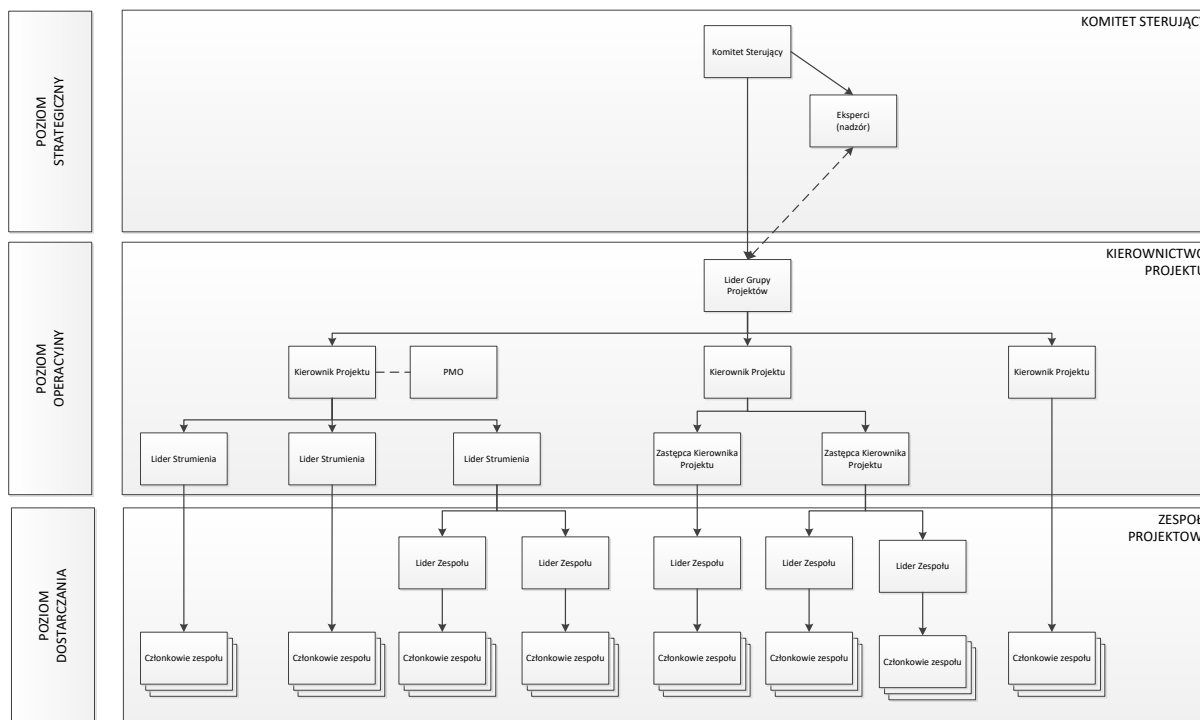 KOMITET STERUJĄC
POZIOM
STRATEGICZNY
Komitet Sterujący
Eksperci
(nadzór)
KIEROWNICTWO
PROJEKTU
POZIOM
OPERACYJNY
Lider Grupy
Projektów
Kierownik Projektu
PMO
Kierownik Projektu
Kierownik Projektu
Lider Strumienia
Lider Strumienia
Lider Strumienia
Zastępca Kierownika
Projektu
Zastępca Kierownika
Projektu
ZESPOŁ
PROJEKTOW
POZIOM
DOSTARCZANIA
Lider Zespołu
Lider Zespołu
Lider Zespołu
Lider Zespołu
Lider Zespołu
Członkowie zespołu
Członkowie zespołu
Członkowie zespołu
Członkowie zespołu
Członkowie zespołu
Członkowie zespołu
Członkowie zespołu
Członkowie zespołu